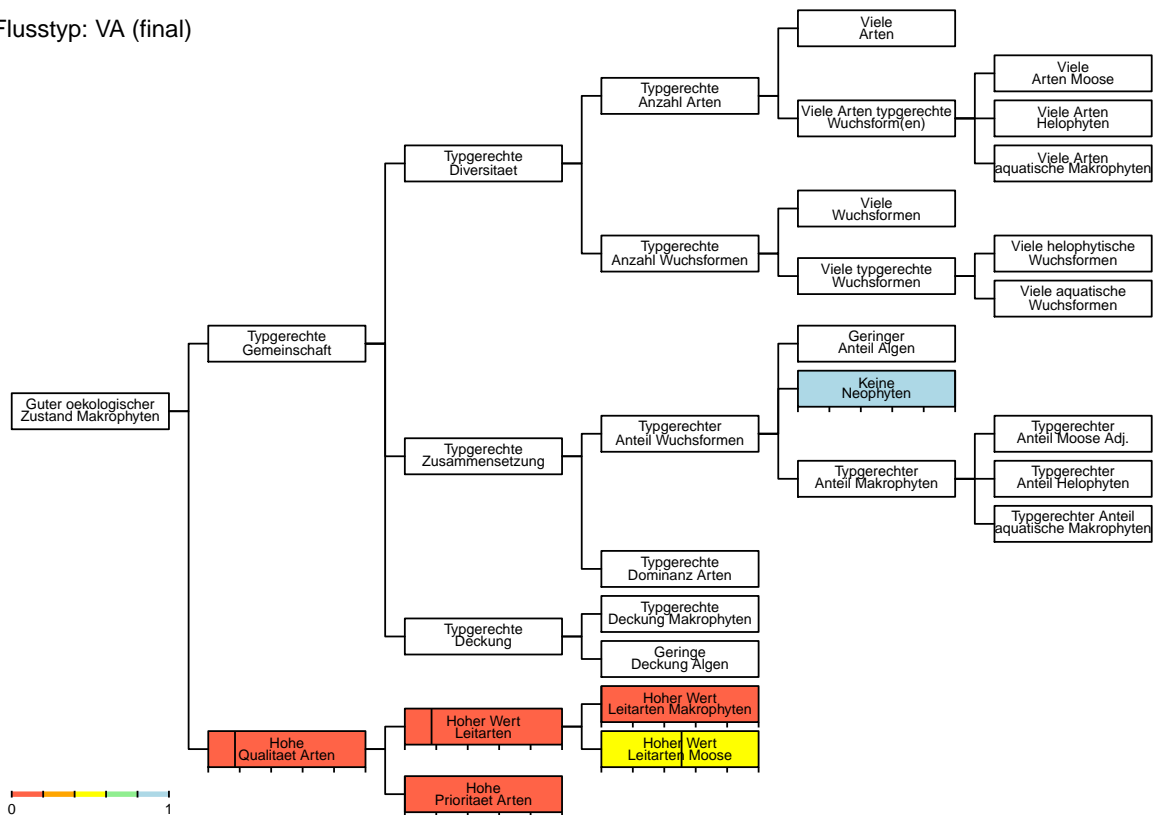 Flusstyp: VA (final)
Viele
Arten
Viele
Arten Moose
Typgerechte
Anzahl Arten
Viele Arten typgerechte
Wuchsform(en)
Viele Arten
Helophyten
Typgerechte
Diversitaet
Viele Arten
aquatische Makrophyten
Viele
Wuchsformen
Typgerechte
Anzahl Wuchsformen
Viele helophytische
Wuchsformen
Viele typgerechte
Wuchsformen
Viele aquatische
Wuchsformen
Typgerechte
Gemeinschaft
Geringer
Anteil Algen
Keine
Neophyten
Guter oekologischer
Zustand Makrophyten
Typgerechter
Anteil Wuchsformen
Typgerechter
Anteil Moose Adj.
Typgerechte
Zusammensetzung
Typgerechter
Anteil Makrophyten
Typgerechter
Anteil Helophyten
Typgerechter Anteil
aquatische Makrophyten
Typgerechte
Dominanz Arten
Typgerechte
Deckung Makrophyten
Typgerechte
Deckung
Geringe
Deckung Algen
Hoher Wert
Leitarten Makrophyten
Hoher Wert
Leitarten
Hohe
Qualitaet Arten
Hoher Wert
Leitarten Moose
Hohe
Prioritaet Arten
0 1